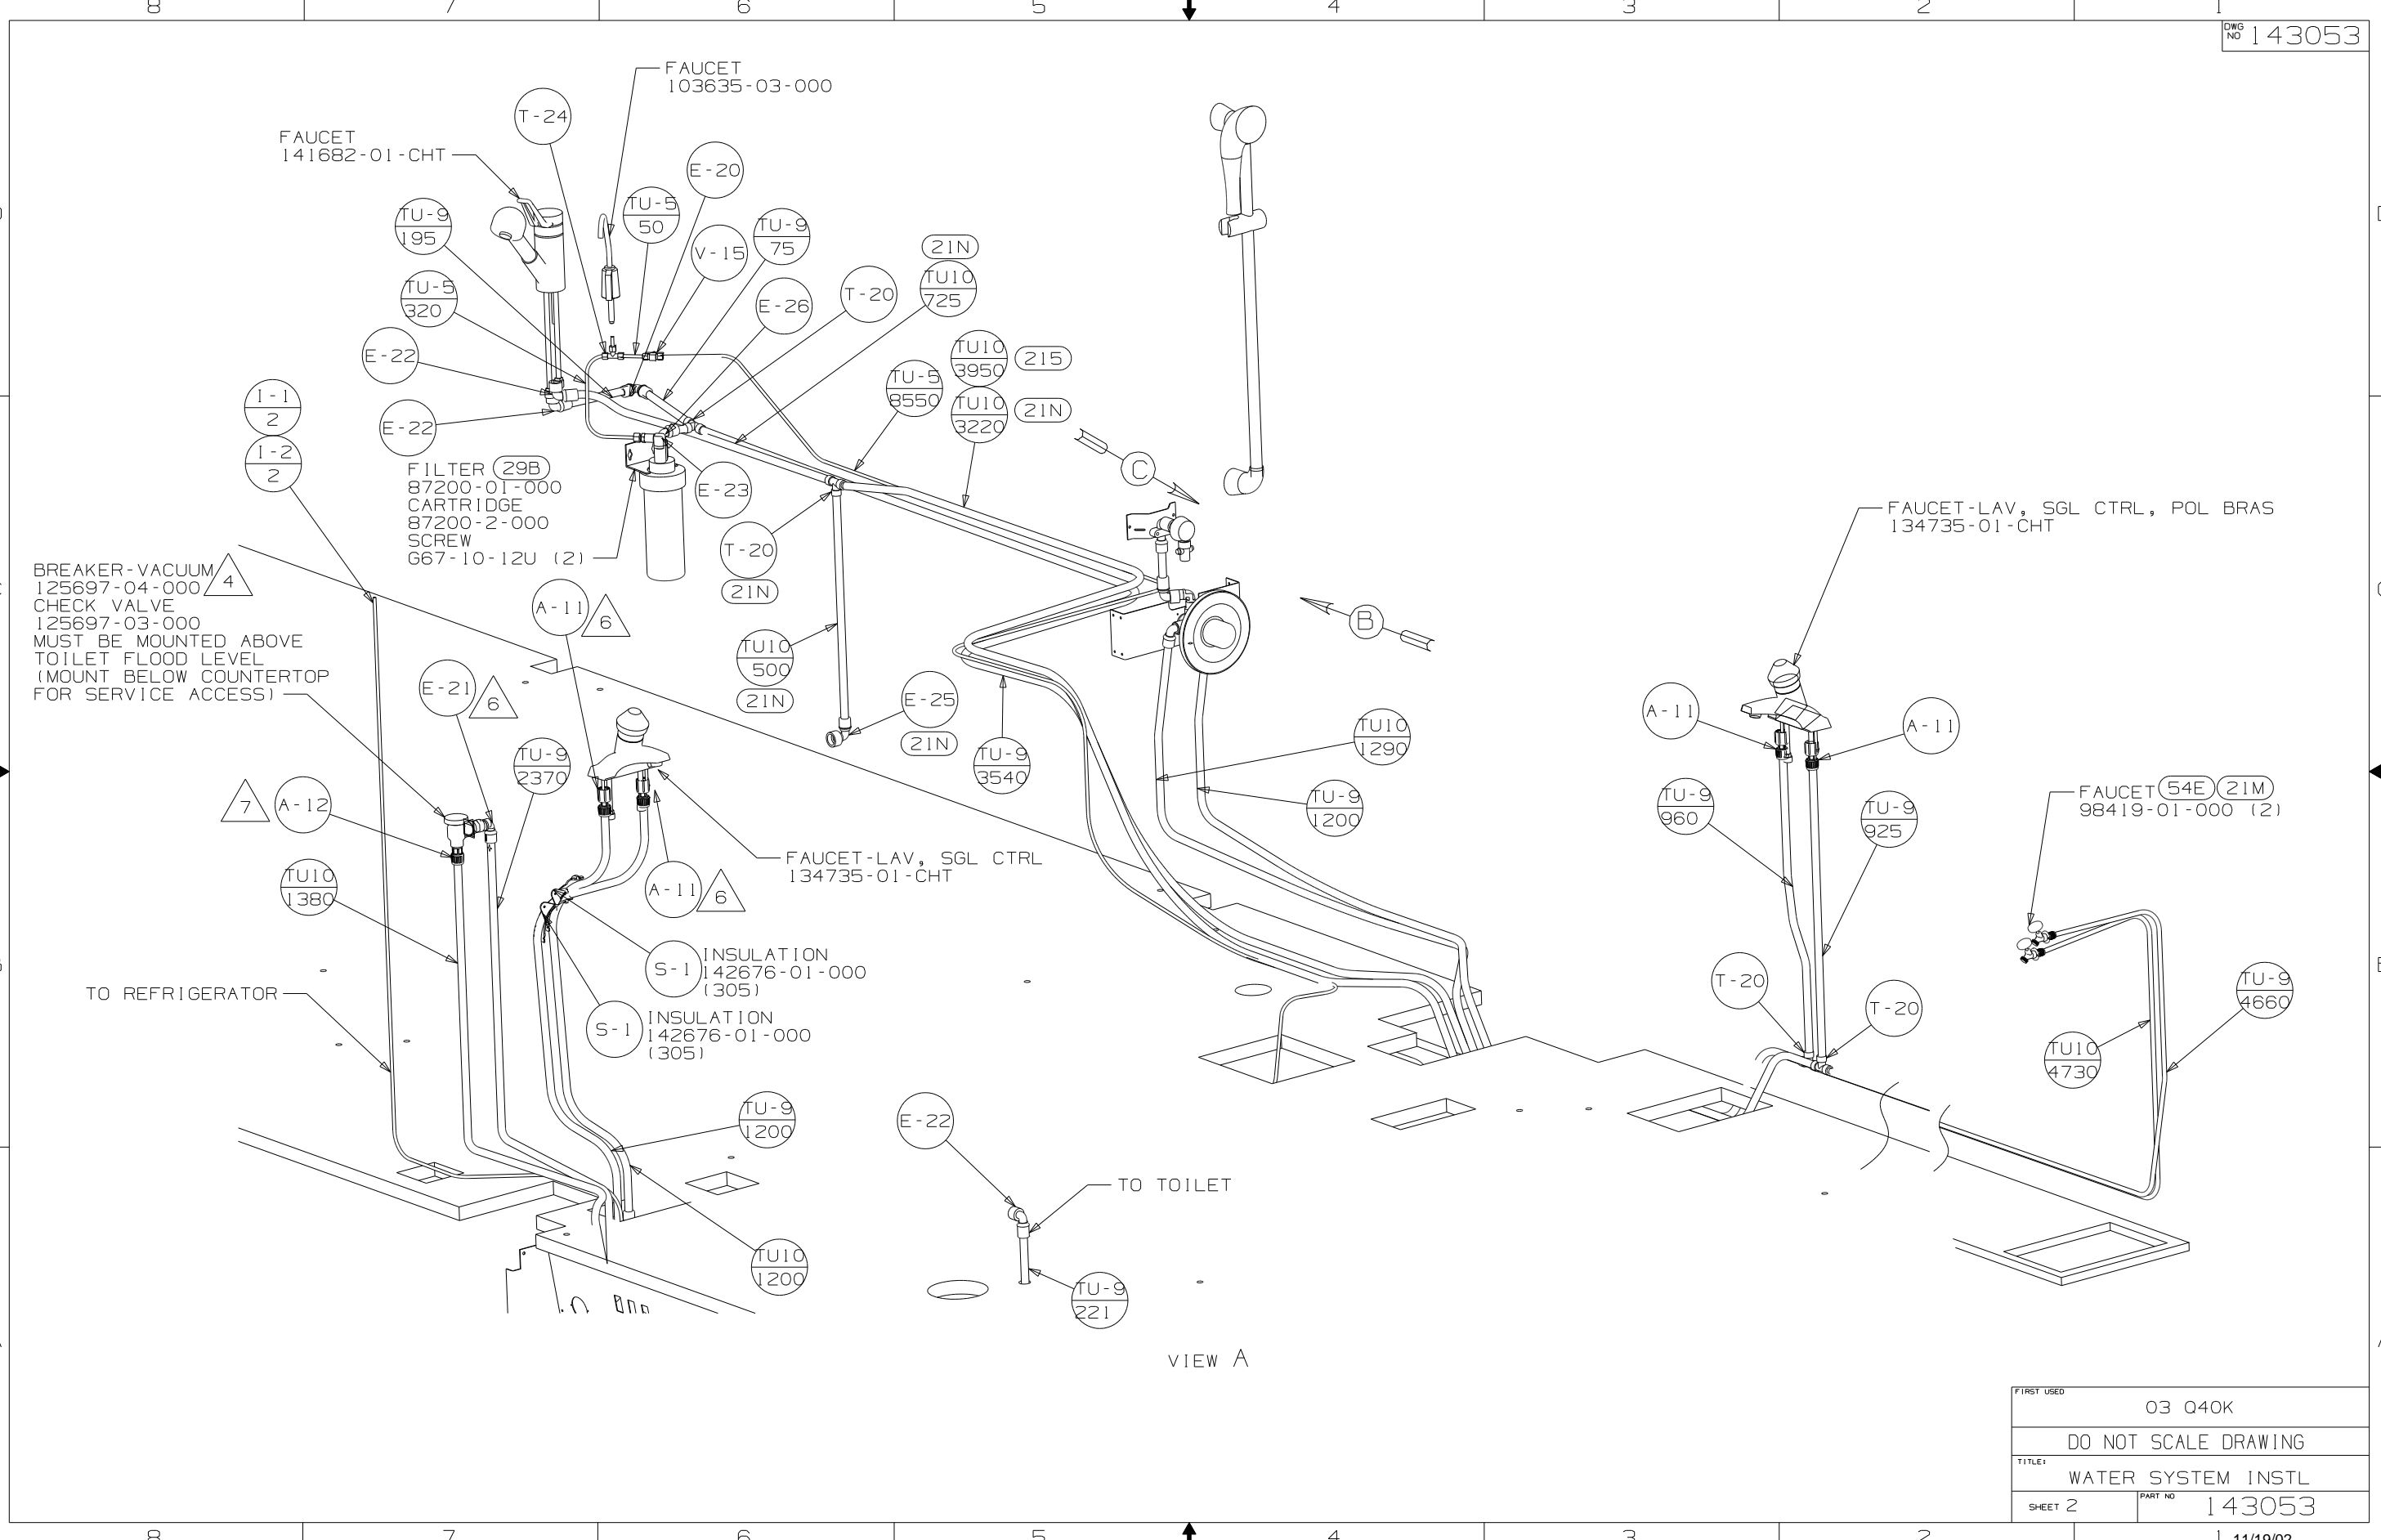 8 7 6 5 4 3 2 1
DWG NO 143053
FAUCET
103635-03-000
T-24
FAUCET
141682-01-CHT
E-20
TU-5
50
TU-9
195
TU-9
75
V-15
21N
TU10
725
TU-5
320
E-26
T-20
E-22
TU10
3950
215
TU-5
8550
TU10
3220
21N
I-1
2
E-22
I-2
2
C
FILTER 29B
87200-01-000
CARTRIDGE
87200-2-000
SCREW
G67-10-12U (2)
E-23
T-20
21N
FAUCET-LAV, SGL CTRL, POL BRAS
134735-01-CHT
BREAKER-VACUUM
125697-04-000
4
CHECK VALVE
125697-03-000
MUST BE MOUNTED ABOVE
TOILET FLOOD LEVEL
(MOUNT BELOW COUNTERTOP
FOR SERVICE ACCESS)
A-11
6
B
TU10
500
21N
E-21
6
E-25
21N
A-11
A-11
TU-9
2370
TU-9
3540
TU10
1290
7
A-12
TU-9
1200
TU-9
960
TU-9
925
FAUCET 54E 21M
98419-01-000 (2)
FAUCET-LAV, SGL CTRL
134735-01-CHT
TU10
1380
A-11
6
S-1
INSULATION
142676-01-000
(305)
TO REFRIGERATOR
S-1
INSULATION
142676-01-000
(305)
T-20
T-20
TU-9
4660
TU10
4730
TU-9
1200
E-22
TO TOILET
TU10
1200
TU-9
221
VIEW A
FIRST USED
03 Q40K
DO NOT SCALE DRAWING
TITLE:
WATER SYSTEM INSTL
SHEET 2
PART NO 143053
8 7 6 5 4 3 2 1